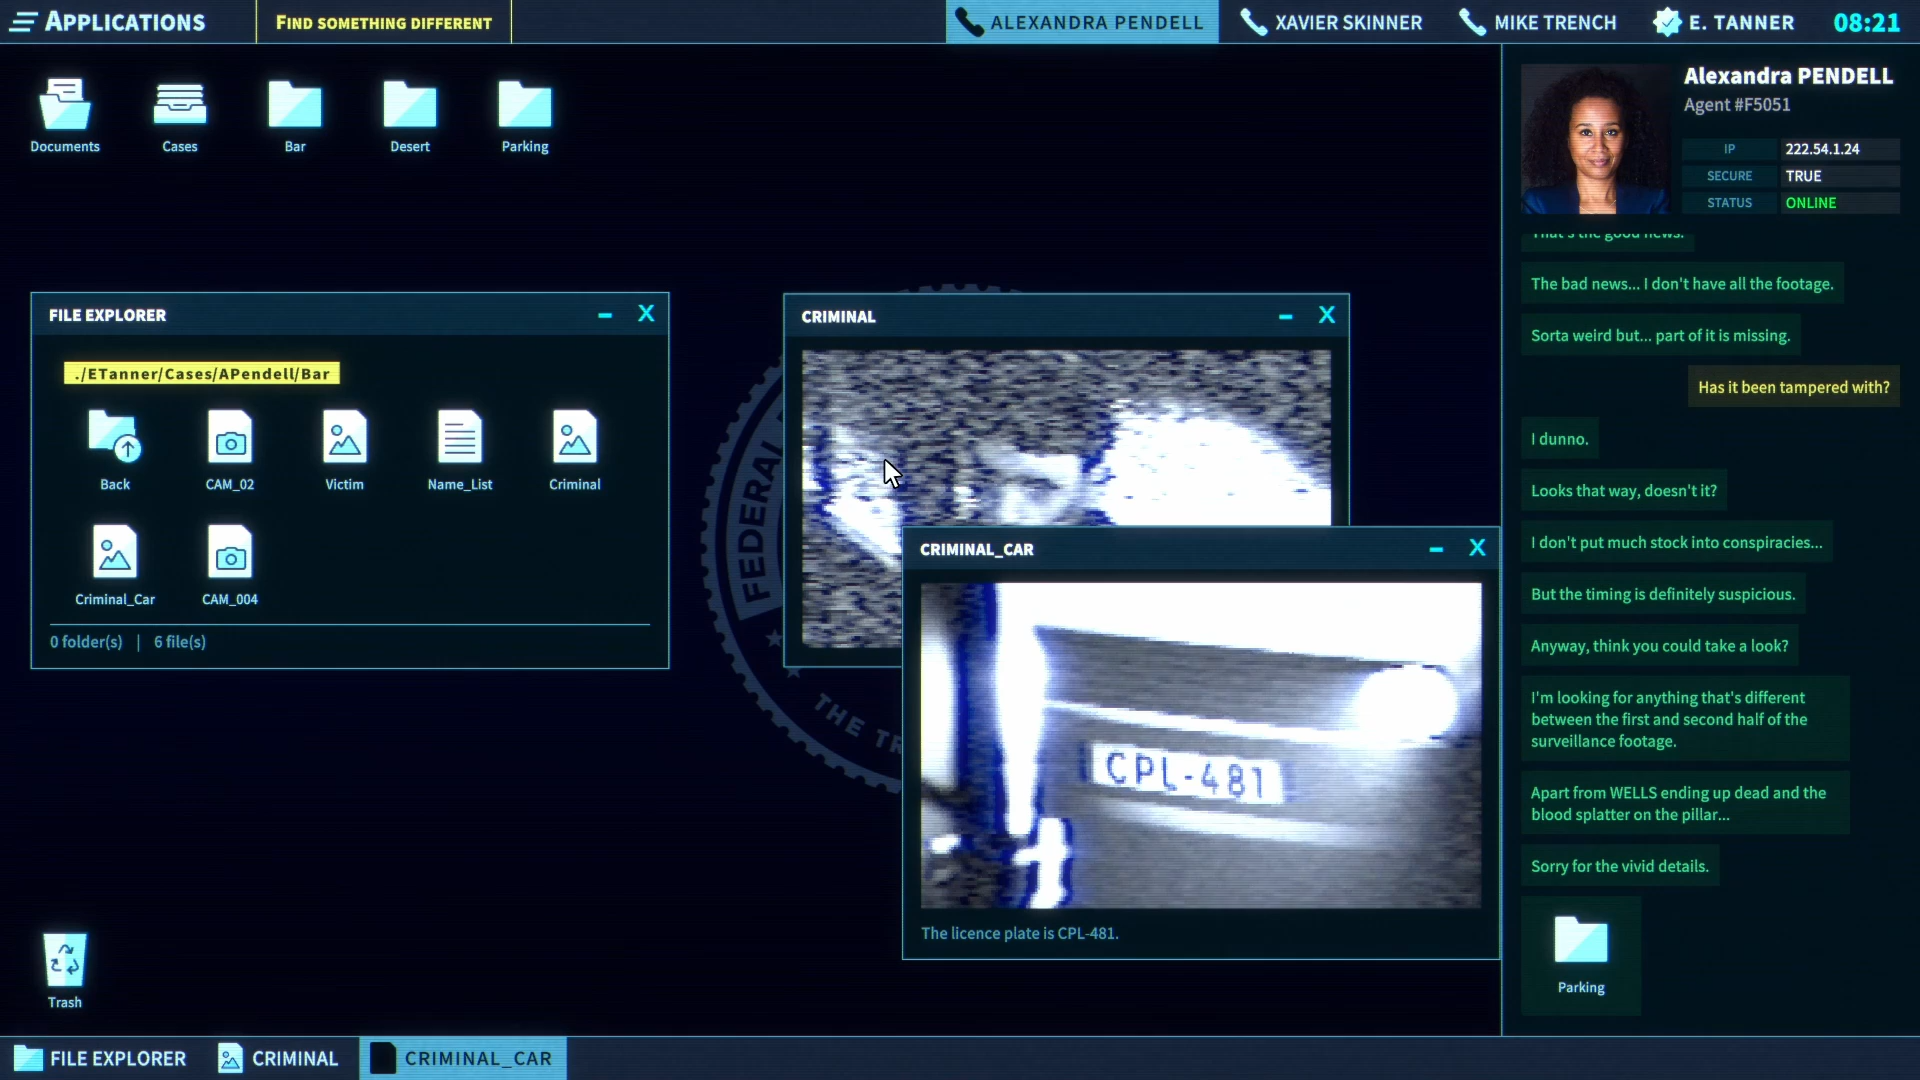 APPLICATIONS
FIND SOMETHING DIFFERENT
ALEXANDRA PENDELL
XAVIER SKINNER
MIKE TRENCH
E. TANNER
08:21
Documents
Cases
Bar
Desert
Parking
FILE EXPLORER
./ETanner/Cases/APendell/Bar
Back
CAM_02
Victim
Name_List
Criminal
Criminal_Car
CAM_004
0 folder(s) | 6 file(s)
CRIMINAL
FEDERAL
THE TR
CRIMINAL_CAR
CPL-481
The licence plate is CPL-481.
Alexandra PENDELL
Agent #F5051
IP 222.54.1.24
SECURE TRUE
STATUS ONLINE
That's the good news.
The bad news... I don't have all the footage.
Sorta weird but... part of it is missing.
Has it been tampered with?
I dunno.
Looks that way, doesn't it?
I don't put much stock into conspiracies...
But the timing is definitely suspicious.
Anyway, think you could take a look?
I'm looking for anything that's different
between the first and second half of the
surveillance footage.
Apart from WELLS ending up dead and the
blood splatter on the pillar...
Sorry for the vivid details.
Parking
Trash
FILE EXPLORER
CRIMINAL
CRIMINAL_CAR